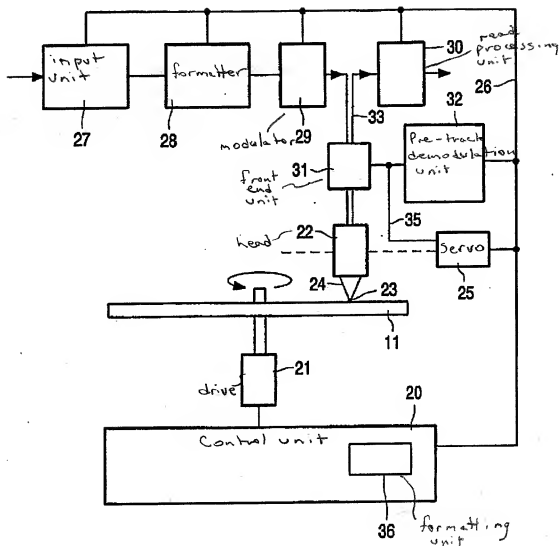 input
unit
27
formatter
28
modulator
29
30
read
processing
unit
26
33
32
Pre-track
demodulation
unit
31
front
end
unit
35
head
22
servo
25
24
23
11
21
drive
20
Control unit
36
formatting
unit